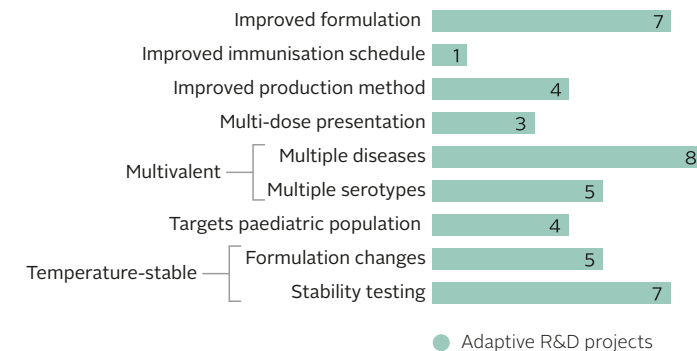 Improved formulation 7
Improved immunisation schedule 1
Improved production method 4
Multi-dose presentation 3
Multivalent
Multiple diseases 8
Multiple serotypes 5
Targets paediatric population 4
Temperature-stable
Formulation changes 5
Stability testing 7
Adaptive R&D projects